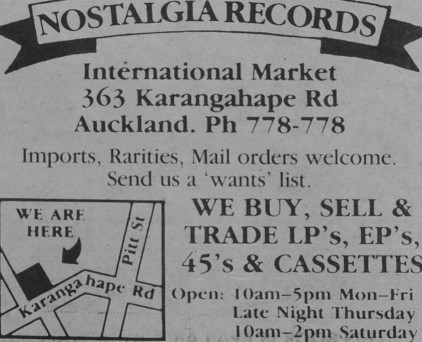 NOSTALGIA RECORDS
International Market
363 Karangahape Rd
Auckland. Ph 778-778
Imports, Rarities, Mail orders welcome.
Send us a ‘wants’ list.
WE ARE
HERE
Pitt St
Karangahape Rd
WE BUY, SELL &
TRADE LP's, EP's,
45's & CASSETTES
Open: 10am–5pm Mon–Fri
Late Night Thursday
10am–2pm Saturday